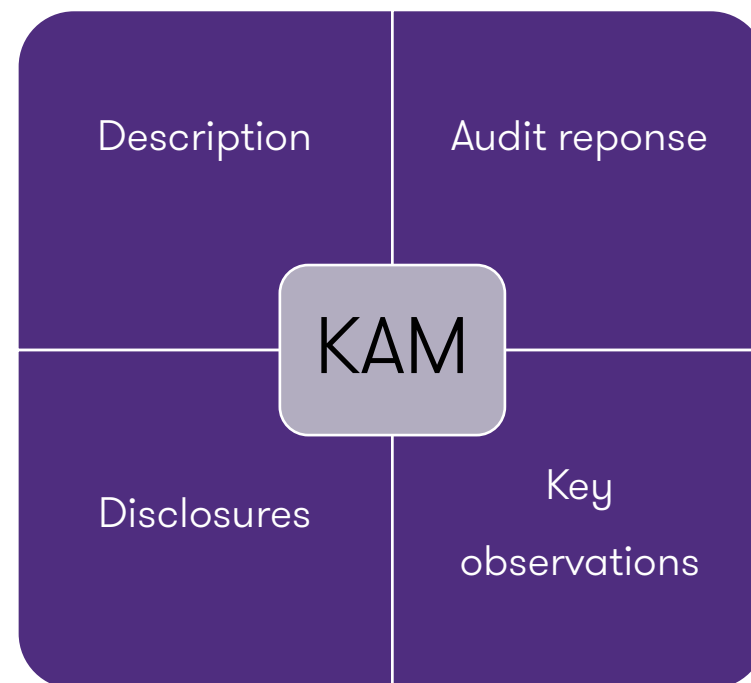 Description
Audit reponse
KAM
Disclosures
Key
observations